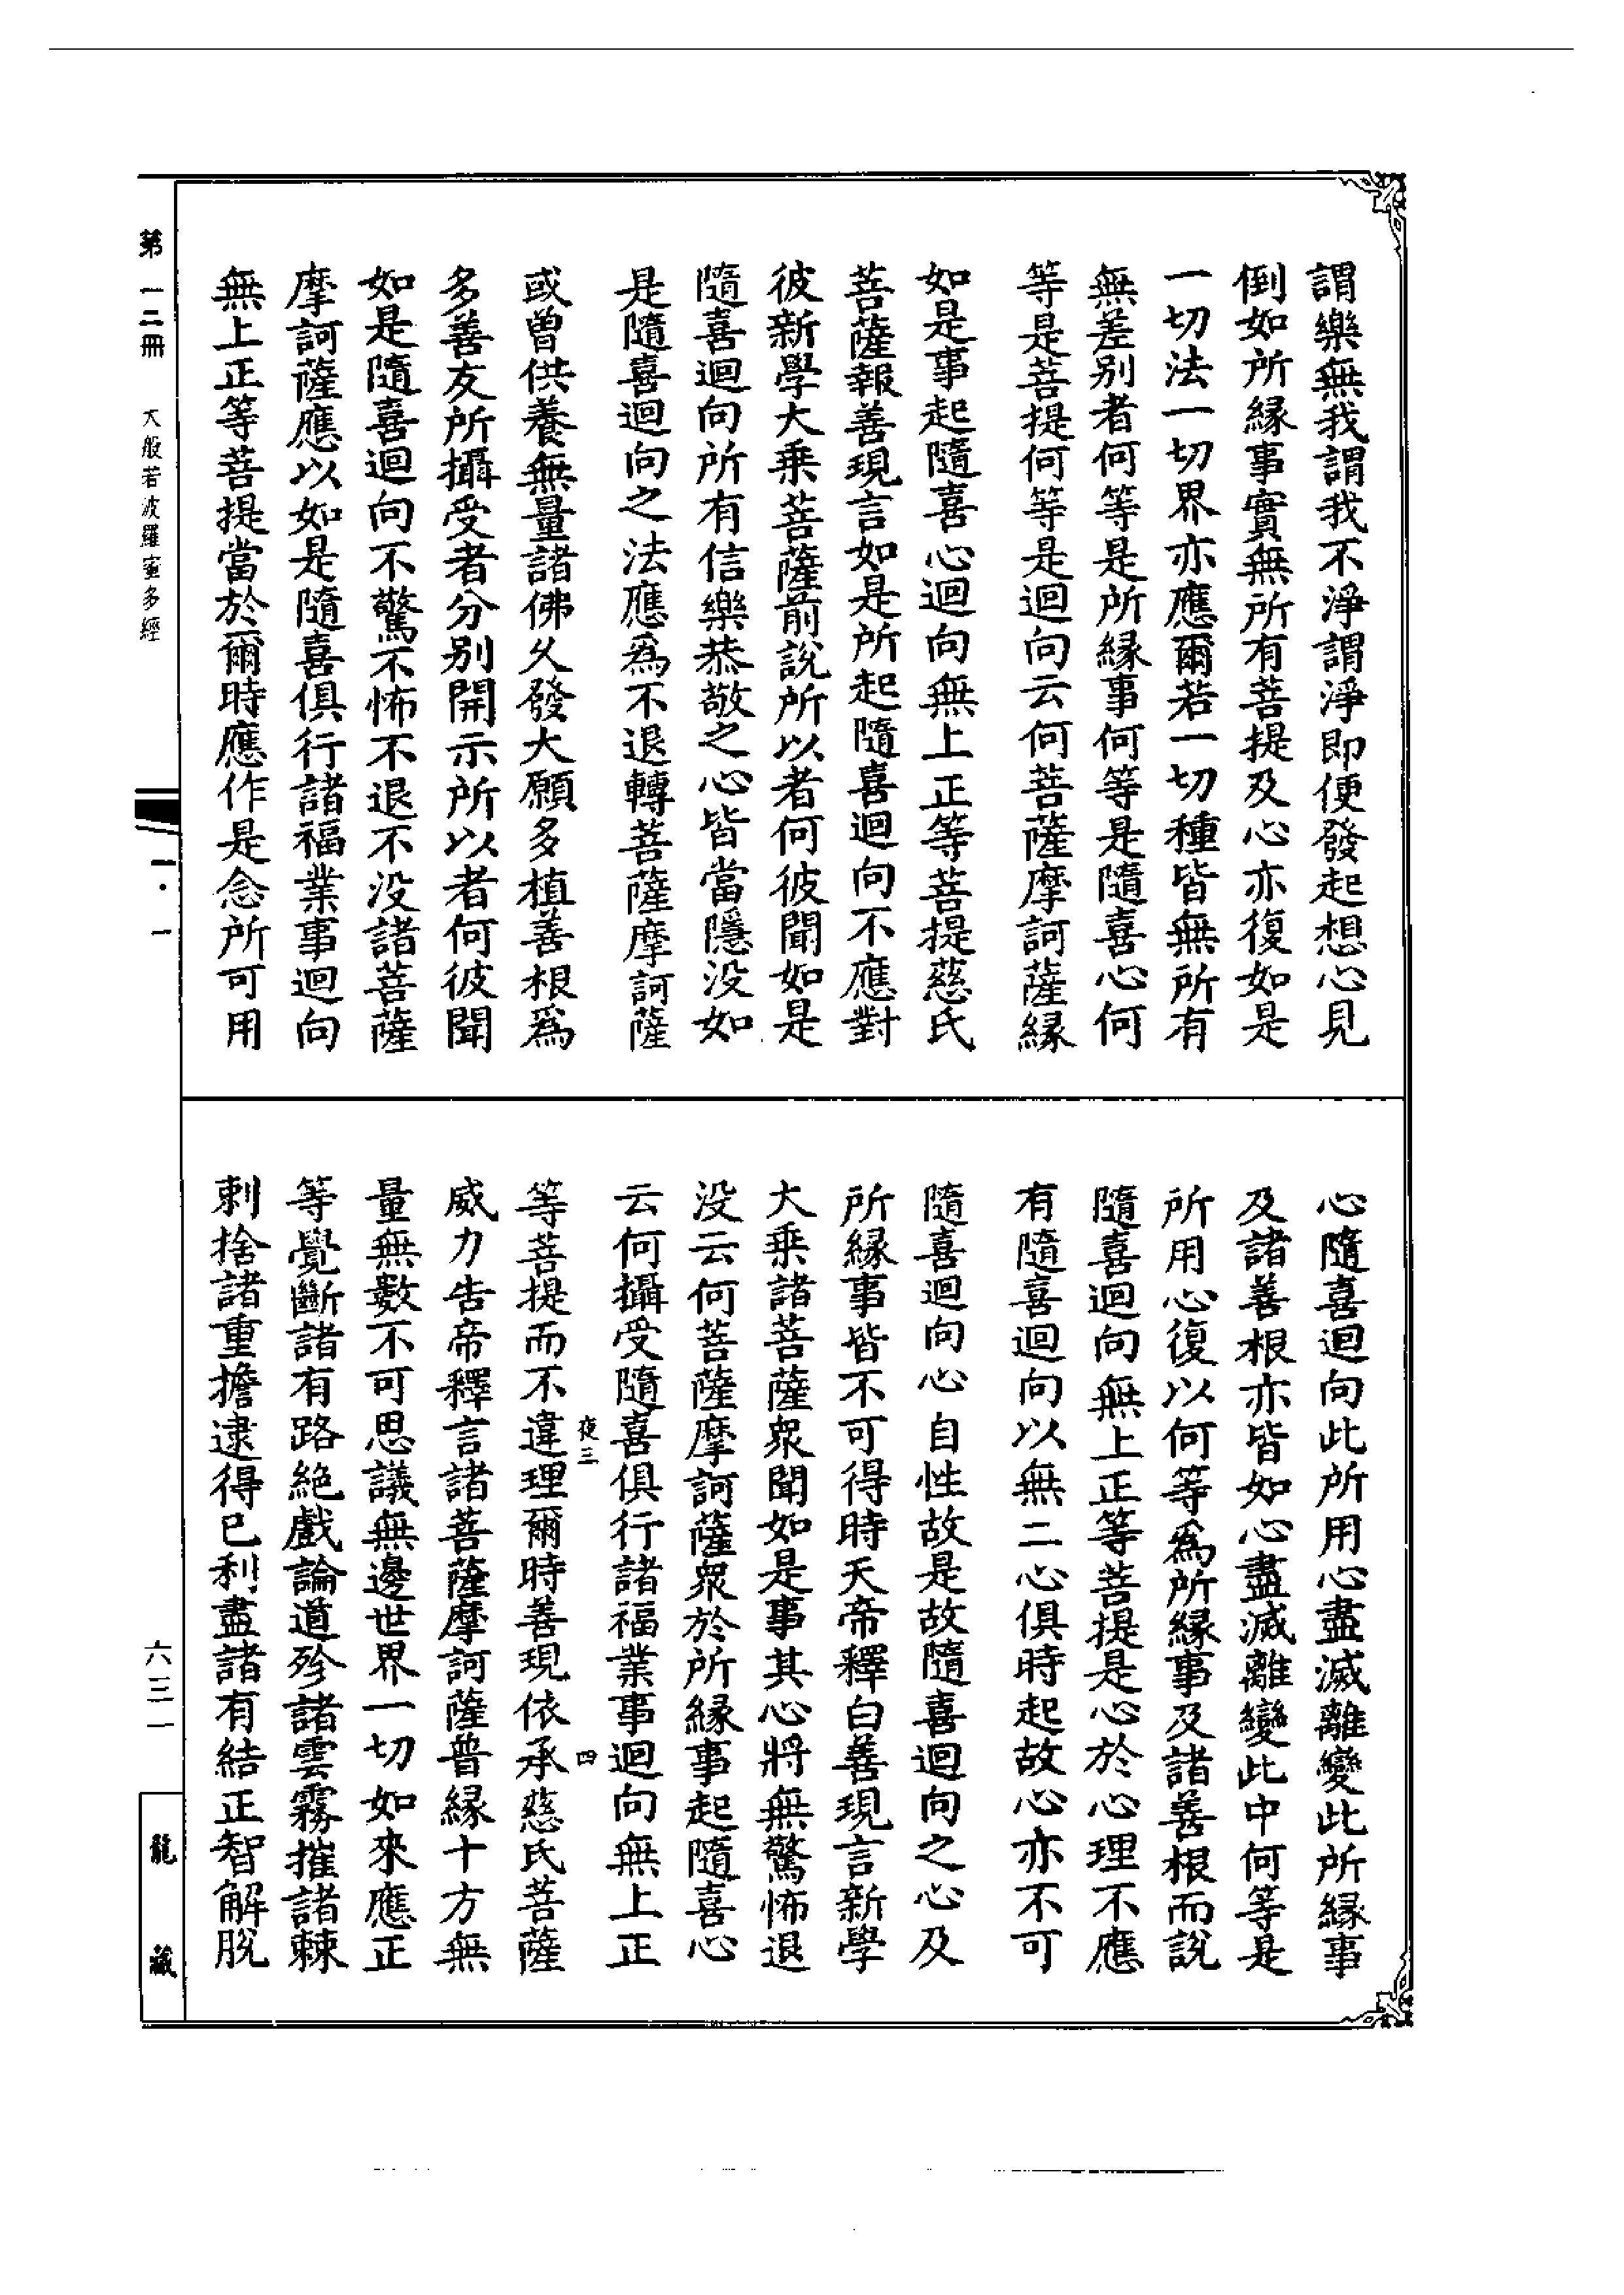 謂樂無我謂我不淨謂淨即便發起想心見
倒如所縁事實無所有菩提及心亦復如是
一切法一切界亦應爾若一切種皆無所有
無差别者何等是所縁事何等是隨喜心何
等是菩提何等是迴向云何菩薩摩訶薩縁
如是事起隨喜心迴向無上正等菩提慈氏
菩薩報善現言如是所起隨喜迴向不應對
彼新學大乗菩薩前說所以者何彼聞如是
隨喜迴向所有信樂恭敬之心皆當隱没如
是隨喜迴向之法應爲不退轉菩薩摩訶薩
或曾供養無量諸佛乆發大願多植善根爲
多善友所攝受者分别開示所以者何彼聞
如是隨喜迴向不驚不怖不退不没諸菩薩
摩訶薩應以如是隨喜俱行諸福業事迴向
無上正等菩提當於爾時應作是念所可用
心隨喜迴向此所用心盡滅離變此所縁事
及諸善根亦皆如心盡滅離變此中何等是
所用心復以何等爲所縁事及諸善根而說
隨喜迴向無上正等菩提是心於心理不應
有隨喜迴向以無二心俱時起故心亦不可
隨喜迴向心自性故是故隨喜迴向之心及
所縁事皆不可得時天帝釋白善現言新學
大乗諸菩薩衆聞如是事其心將無驚怖退
没云何菩薩摩訶薩衆於所縁事起隨喜心
云何攝受隨喜俱行諸福業事迴向無上正
夜三 四
等菩提而不違理爾時善現依承慈氏菩薩
威力告帝釋言諸菩薩摩訶薩普縁十方無
量無數不可思議無邊世界一切如來應正
等覺斷諸有路絶戲論道殄諸雲霧摧諸棘
刺捨諸重擔逮得已利盡諸有結正智解脫
第一二冊 大般若波羅蜜多經
一·一
六三一
龍藏